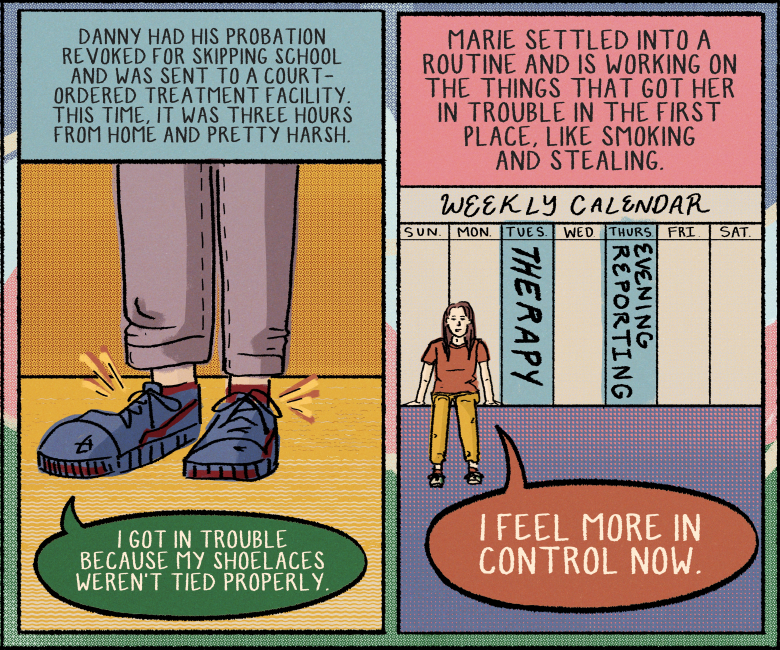 DANNY HAD HIS PROBATION
REVOKED FOR SKIPPING SCHOOL
AND WAS SENT TO A COURT-
ORDERED TREATMENT FACILITY.
THIS TIME, IT WAS THREE HOURS
FROM HOME AND PRETTY HARSH.
I GOT IN TROUBLE
BECAUSE MY SHOELACES
WEREN'T TIED PROPERLY.
MARIE SETTLED INTO A
ROUTINE AND IS WORKING ON
THE THINGS THAT GOT HER
IN TROUBLE IN THE FIRST
PLACE, LIKE SMOKING
AND STEALING.
WEEKLY CALENDAR
SUN. MON. TUES. WED. THURS. FRI. SAT.
THERAPY
EVENING
REPORTING
I FEEL MORE IN
CONTROL NOW.